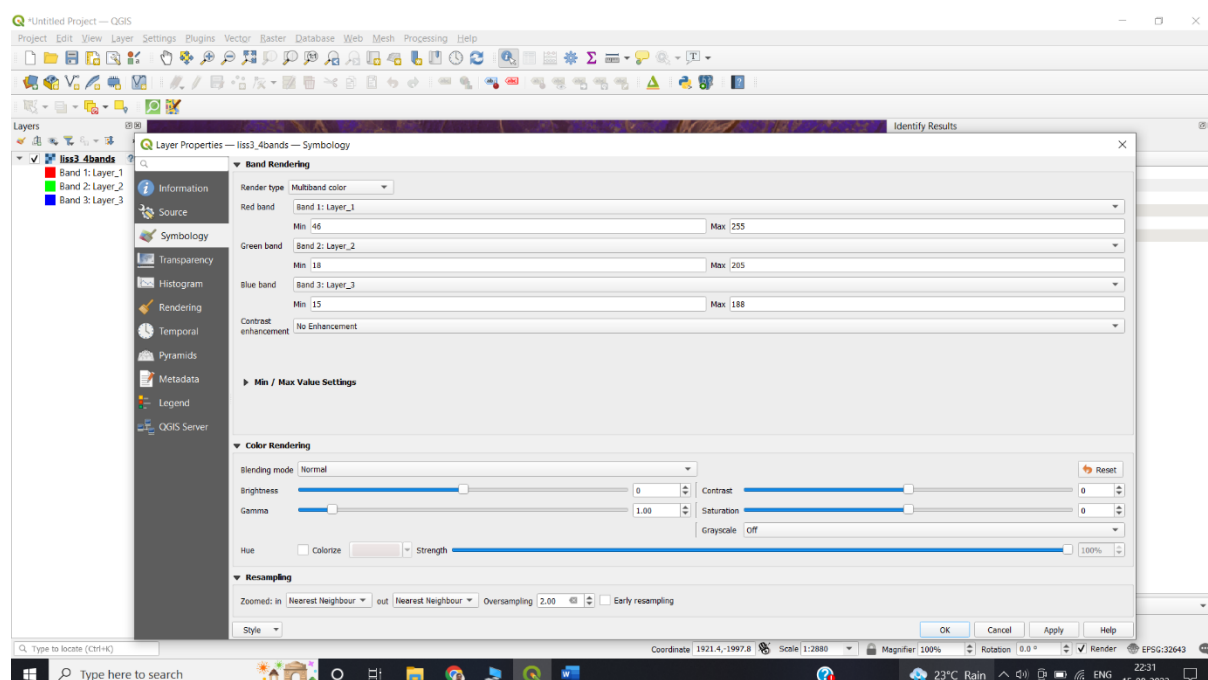 *Untitled Project — QGIS
Project Edit View Layer Settings Plugins Vector Raster Database Web Mesh Processing Help
Layers
Identify Results
Layer Properties — liss3_4bands — Symbology
liss3_4bands
Band 1: Layer_1
Band 2: Layer_2
Band 3: Layer_3
Information
Source
Symbology
Transparency
Histogram
Rendering
Temporal
Pyramids
Metadata
Legend
QGIS Server
Band Rendering
Render type Multiband color
Red band Band 1: Layer_1
Min 46 Max 255
Green band Band 2: Layer_2
Min 18 Max 205
Blue band Band 3: Layer_3
Min 15 Max 188
Contrast
enhancement No Enhancement
Min / Max Value Settings
Color Rendering
Blending mode Normal Reset
Brightness 0 Contrast 0
Gamma 1.00 Saturation 0
Grayscale Off
Hue Colorize Strength 100%
Resampling
Zoomed: in Nearest Neighbour out Nearest Neighbour Oversampling 2.00 Early resampling
Style OK Cancel Apply Help
Type to locate (Ctrl+K) Coordinate 1921.4,-1997.8 Scale 1:2880 Magnifier 100% Rotation 0.0 ° Render EPSG:32643
Type here to search 23°C Rain ENG 22:31